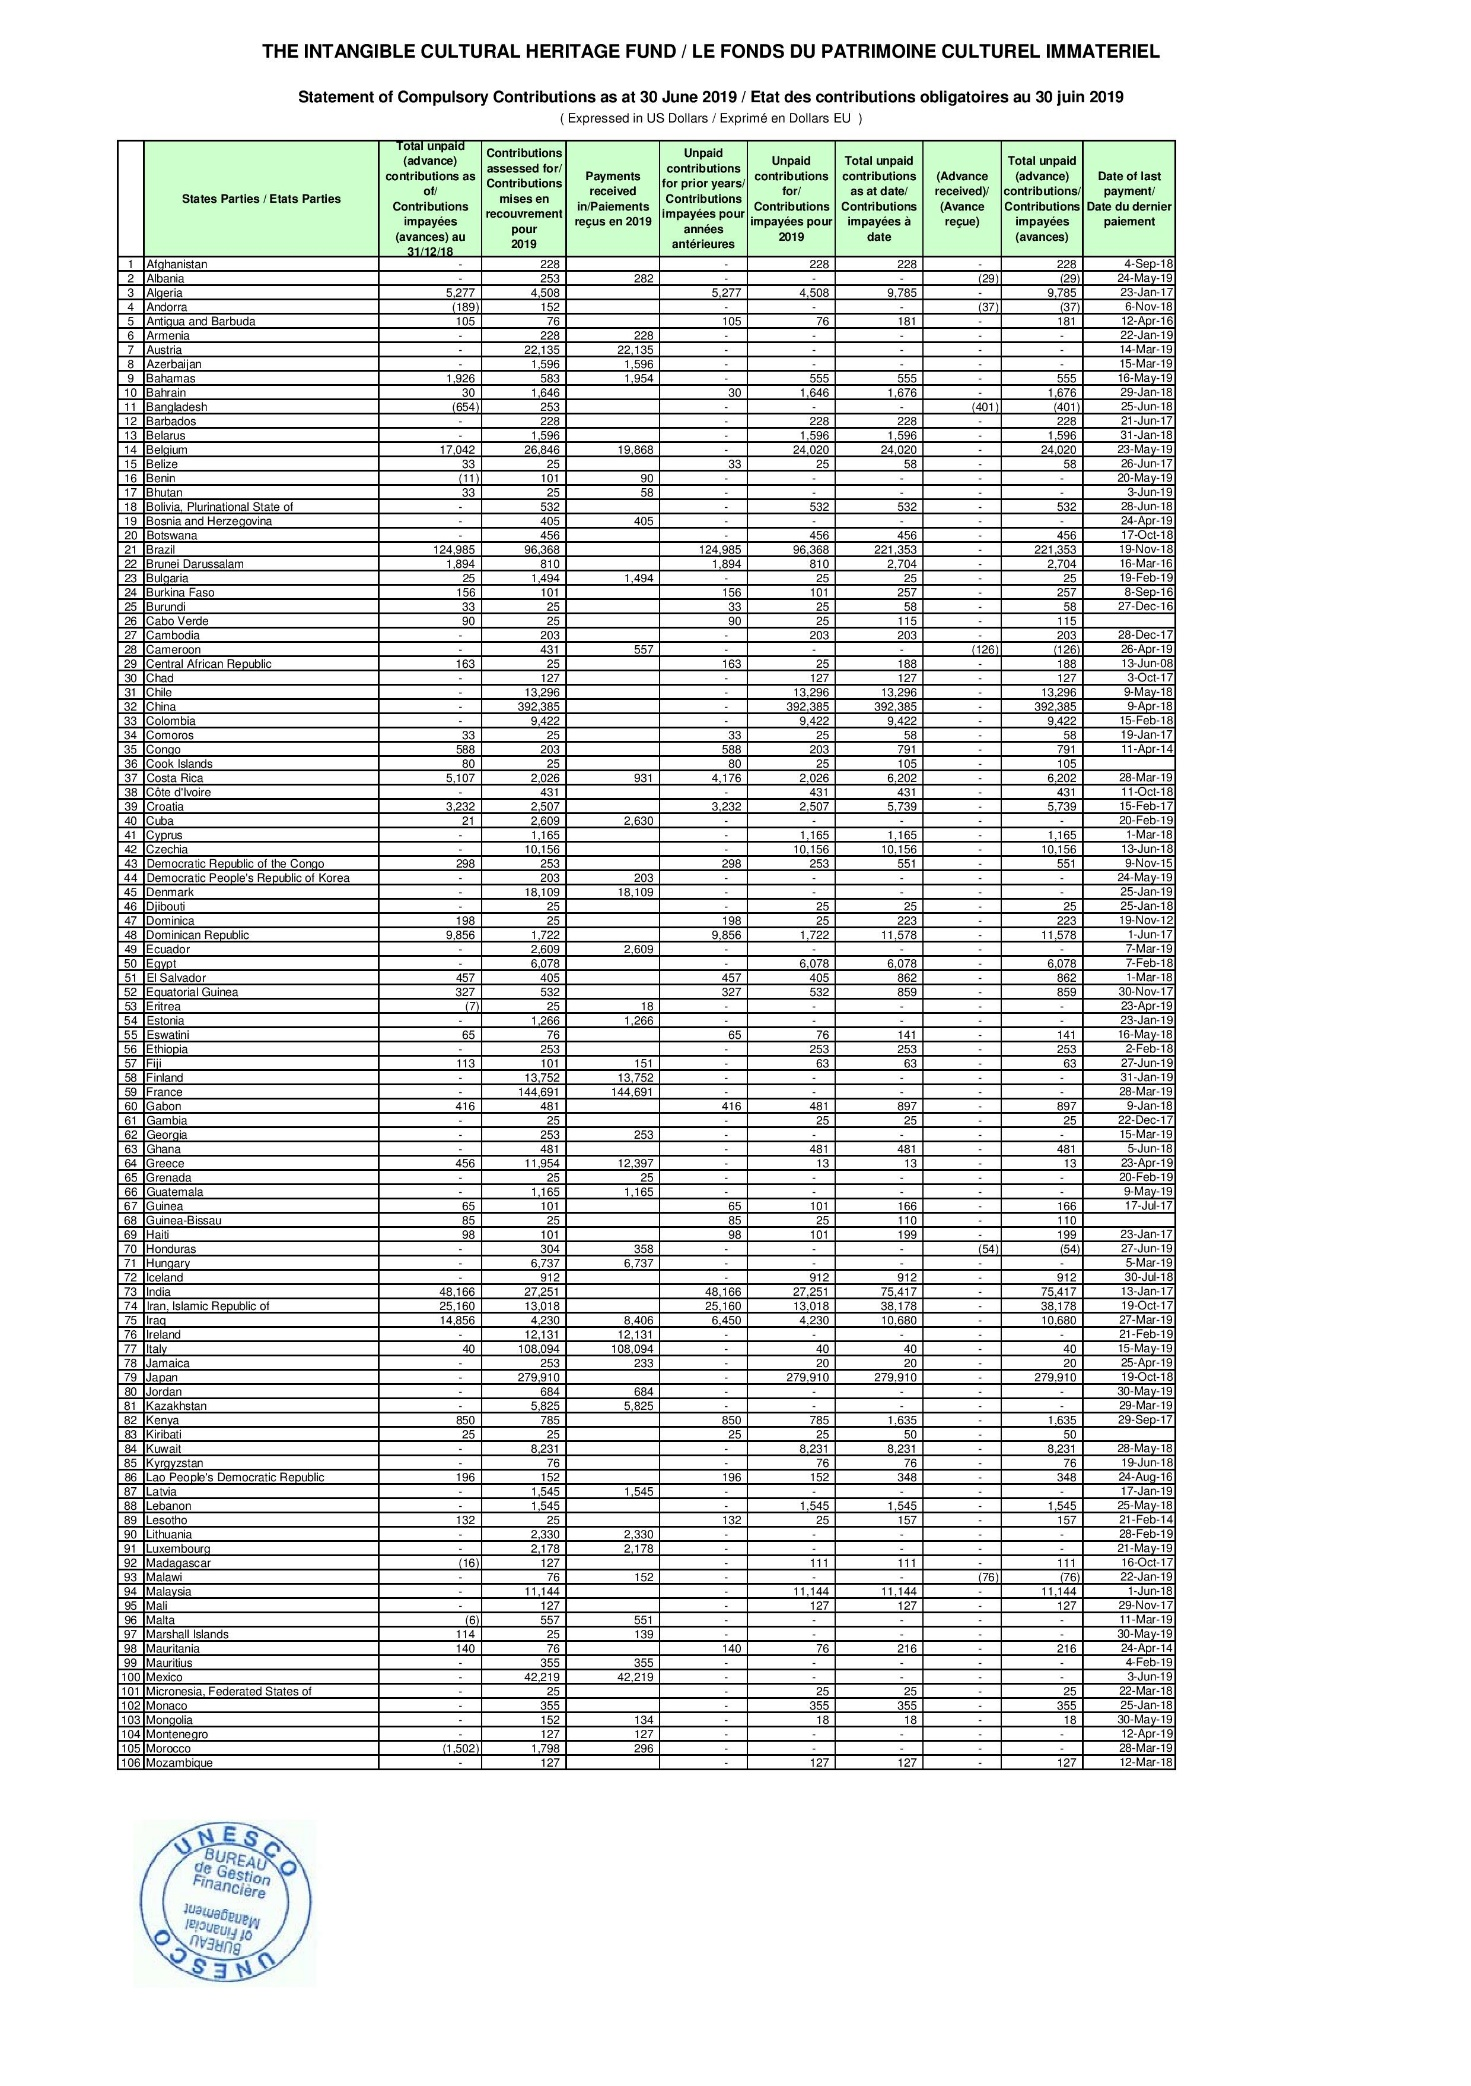 THE INTANGIBLE CULTURAL HERITAGE FUND / LE FONDS DU PATRIMOINE CULTUREL IMMATERIEL
Statement of Compulsory Contributions as at 30 June 2019 / Etat des contributions obligatoires au 30 juin 2019
( Expressed in US Dollars / Exprimé en Dollars EU )
States Parties / Etats Parties
Total unpaid (advance) contributions as of/ Contributions impayées (avances) au 31/12/18
Contributions assessed for/ Contributions mises en recouvrement pour 2019
Payments received in/Paiements reçus en 2019
Unpaid contributions for prior years/ Contributions impayées pour années antérieures
Unpaid contributions for/ Contributions impayées pour 2019
Total unpaid contributions as at date/ Contributions impayées à date
(Advance received)/ (Avance reçue)
Total unpaid (advance) contributions/ Contributions impayées (avances)
Date of last payment/ Date du dernier paiement
1 Afghanistan - 228 - 228 228 - 228 4-Sep-18
2 Albania - 253 282 - - - (29) (29) 24-May-19
3 Algeria 5,277 4,508 5,277 4,508 9,785 - 9,785 23-Jan-17
4 Andorra (189) 152 - - - (37) (37) 6-Nov-18
5 Antigua and Barbuda 105 76 105 76 181 - 181 12-Apr-16
6 Armenia - 228 228 - - - - - 22-Jan-19
7 Austria - 22,135 22,135 - - - - - 14-Mar-19
8 Azerbaijan - 1,596 1,596 - - - - - 15-Mar-19
9 Bahamas 1,926 583 1,954 - 555 555 - 555 16-May-19
10 Bahrain 30 1,646 30 1,646 1,676 - 1,676 29-Jan-18
11 Bangladesh (654) 253 - - - (401) (401) 25-Jun-18
12 Barbados - 228 - 228 228 - 228 21-Jun-17
13 Belarus - 1,596 - 1,596 1,596 - 1,596 31-Jan-18
14 Belgium 17,042 26,846 19,868 - 24,020 24,020 - 24,020 23-May-19
15 Belize 33 25 33 25 58 - 58 26-Jun-17
16 Benin (11) 101 90 - - - - - 20-May-19
17 Bhutan 33 25 58 - - - - - 3-Jun-19
18 Bolivia, Plurinational State of - 532 - 532 532 - 532 28-Jun-18
19 Bosnia and Herzegovina - 405 405 - - - - - 24-Apr-19
20 Botswana - 456 - 456 456 - 456 17-Oct-18
21 Brazil 124,985 96,368 124,985 96,368 221,353 - 221,353 19-Nov-18
22 Brunei Darussalam 1,894 810 1,894 810 2,704 - 2,704 16-Mar-16
23 Bulgaria 25 1,494 1,494 - 25 25 - 25 19-Feb-19
24 Burkina Faso 156 101 156 101 257 - 257 8-Sep-16
25 Burundi 33 25 33 25 58 - 58 27-Dec-16
26 Cabo Verde 90 25 90 25 115 - 115
27 Cambodia - 203 - 203 203 - 203 28-Dec-17
28 Cameroon - 431 557 - - - (126) (126) 26-Apr-19
29 Central African Republic 163 25 163 25 188 - 188 13-Jun-08
30 Chad - 127 - 127 127 - 127 3-Oct-17
31 Chile - 13,296 - 13,296 13,296 - 13,296 9-May-18
32 China - 392,385 - 392,385 392,385 - 392,385 9-Apr-18
33 Colombia - 9,422 - 9,422 9,422 - 9,422 15-Feb-18
34 Comoros 33 25 33 25 58 - 58 19-Jan-17
35 Congo 588 203 588 203 791 - 791 11-Apr-14
36 Cook Islands 80 25 80 25 105 - 105
37 Costa Rica 5,107 2,026 931 4,176 2,026 6,202 - 6,202 28-Mar-19
38 Côte d'Ivoire - 431 - 431 431 - 431 11-Oct-18
39 Croatia 3,232 2,507 3,232 2,507 5,739 - 5,739 15-Feb-17
40 Cuba 21 2,609 2,630 - - - - - 20-Feb-19
41 Cyprus - 1,165 - 1,165 1,165 - 1,165 1-Mar-18
42 Czechia - 10,156 - 10,156 10,156 - 10,156 13-Jun-18
43 Democratic Republic of the Congo 298 253 298 253 551 - 551 9-Nov-15
44 Democratic People's Republic of Korea - 203 203 - - - - - 24-May-19
45 Denmark - 18,109 18,109 - - - - - 25-Jan-19
46 Djibouti - 25 - 25 25 - 25 25-Jan-18
47 Dominica 198 25 198 25 223 - 223 19-Nov-12
48 Dominican Republic 9,856 1,722 9,856 1,722 11,578 - 11,578 1-Jun-17
49 Ecuador - 2,609 2,609 - - - - - 7-Mar-19
50 Egypt - 6,078 - 6,078 6,078 - 6,078 7-Feb-18
51 El Salvador 457 405 457 405 862 - 862 1-Mar-18
52 Equatorial Guinea 327 532 327 532 859 - 859 30-Nov-17
53 Eritrea (7) 25 18 - - - - - 23-Apr-19
54 Estonia - 1,266 1,266 - - - - - 23-Jan-19
55 Eswatini 65 76 65 76 141 - 141 16-May-18
56 Ethiopia - 253 - 253 253 - 253 2-Feb-18
57 Fiji 113 101 151 - 63 63 - 63 27-Jun-19
58 Finland - 13,752 13,752 - - - - - 31-Jan-19
59 France - 144,691 144,691 - - - - - 28-Mar-19
60 Gabon 416 481 416 481 897 - 897 9-Jan-18
61 Gambia - 25 - 25 25 - 25 22-Dec-17
62 Georgia - 253 253 - - - - - 15-Mar-19
63 Ghana - 481 - 481 481 - 481 5-Jun-18
64 Greece 456 11,954 12,397 - 13 13 - 13 23-Apr-19
65 Grenada - 25 25 - - - - - 20-Feb-19
66 Guatemala - 1,165 1,165 - - - - - 9-May-19
67 Guinea 65 101 65 101 166 - 166 17-Jul-17
68 Guinea-Bissau 85 25 85 25 110 - 110
69 Haiti 98 101 98 101 199 - 199 23-Jan-17
70 Honduras - 304 358 - - - (54) (54) 27-Jun-19
71 Hungary - 6,737 6,737 - - - - - 5-Mar-19
72 Iceland - 912 - 912 912 - 912 30-Jul-18
73 India 48,166 27,251 48,166 27,251 75,417 - 75,417 13-Jan-17
74 Iran, Islamic Republic of 25,160 13,018 25,160 13,018 38,178 - 38,178 19-Oct-17
75 Iraq 14,856 4,230 8,406 6,450 4,230 10,680 - 10,680 27-Mar-19
76 Ireland - 12,131 12,131 - - - - - 21-Feb-19
77 Italy 40 108,094 108,094 - 40 40 - 40 15-May-19
78 Jamaica - 253 233 - 20 20 - 20 25-Apr-19
79 Japan - 279,910 - 279,910 279,910 - 279,910 19-Oct-18
80 Jordan - 684 684 - - - - - 30-May-19
81 Kazakhstan - 5,825 5,825 - - - - - 29-Mar-19
82 Kenya 850 785 850 785 1,635 - 1,635 29-Sep-17
83 Kiribati 25 25 25 25 50 - 50
84 Kuwait - 8,231 - 8,231 8,231 - 8,231 28-May-18
85 Kyrgyzstan - 76 - 76 76 - 76 19-Jun-18
86 Lao People's Democratic Republic 196 152 196 152 348 - 348 24-Aug-16
87 Latvia - 1,545 1,545 - - - - - 17-Jan-19
88 Lebanon - 1,545 - 1,545 1,545 - 1,545 25-May-18
89 Lesotho 132 25 132 25 157 - 157 21-Feb-14
90 Lithuania - 2,330 2,330 - - - - - 28-Feb-19
91 Luxembourg - 2,178 2,178 - - - - - 21-May-19
92 Madagascar (16) 127 - 111 111 - 111 16-Oct-17
93 Malawi - 76 152 - - - (76) (76) 22-Jan-19
94 Malaysia - 11,144 - 11,144 11,144 - 11,144 1-Jun-18
95 Mali - 127 - 127 127 - 127 29-Nov-17
96 Malta (6) 557 551 - - - - - 11-Mar-19
97 Marshall Islands 114 25 139 - - - - - 30-May-19
98 Mauritania 140 76 140 76 216 - 216 24-Apr-14
99 Mauritius - 355 355 - - - - - 4-Feb-19
100 Mexico - 42,219 42,219 - - - - - 3-Jun-19
101 Micronesia, Federated States of - 25 - 25 25 - 25 22-Mar-18
102 Monaco - 355 - 355 355 - 355 25-Jan-18
103 Mongolia - 152 134 - 18 18 - 18 30-May-19
104 Montenegro - 127 127 - - - - - 12-Apr-19
105 Morocco (1,502) 1,798 296 - - - - - 28-Mar-19
106 Mozambique - 127 - 127 127 - 127 12-Mar-18
UNESCO
BUREAU
de Gestion
Financière
BUREAU
of Financial
Management
UNESCO